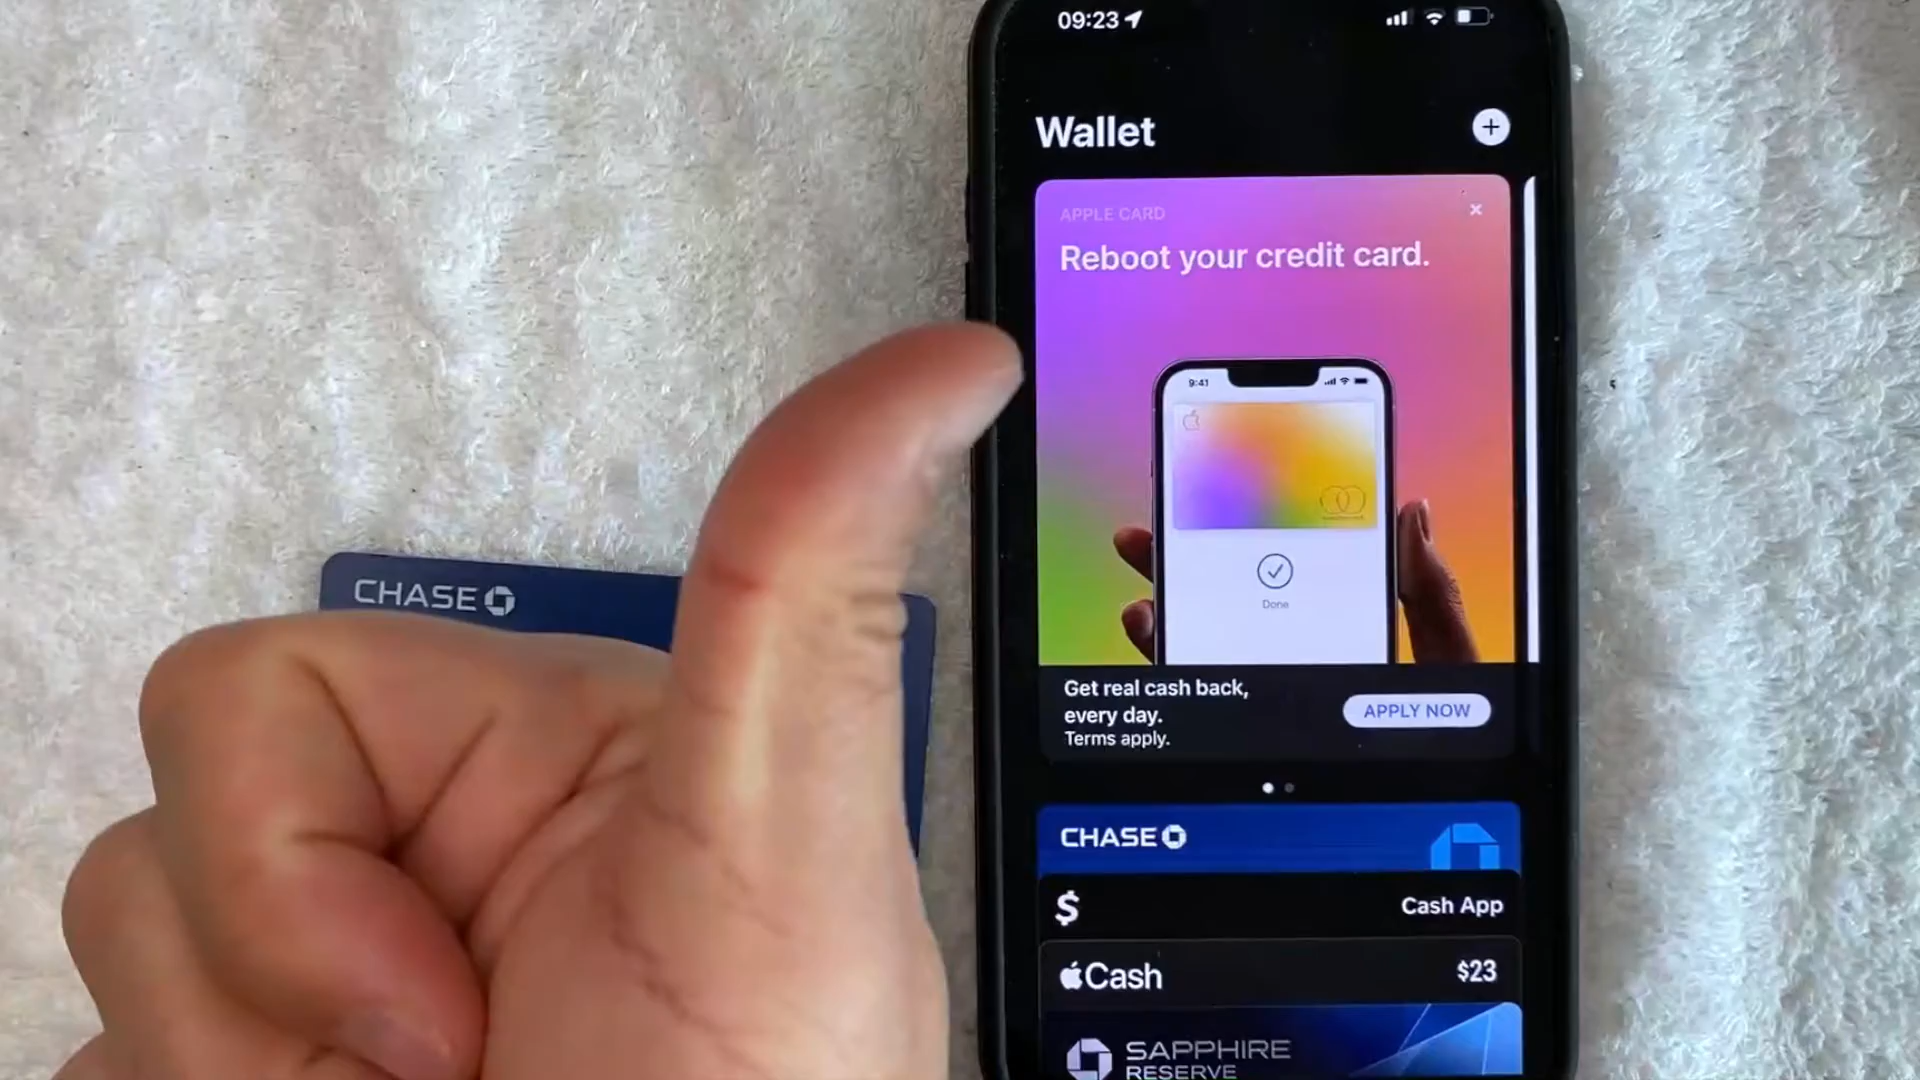 09:23
Wallet
APPLE CARD
Reboot your credit card.
9:41
Done
Get real cash back,
every day.
Terms apply.
APPLY NOW
CHASE
CHASE
$
Cash App
Cash
$23
SAPPHIRE
RESERVE